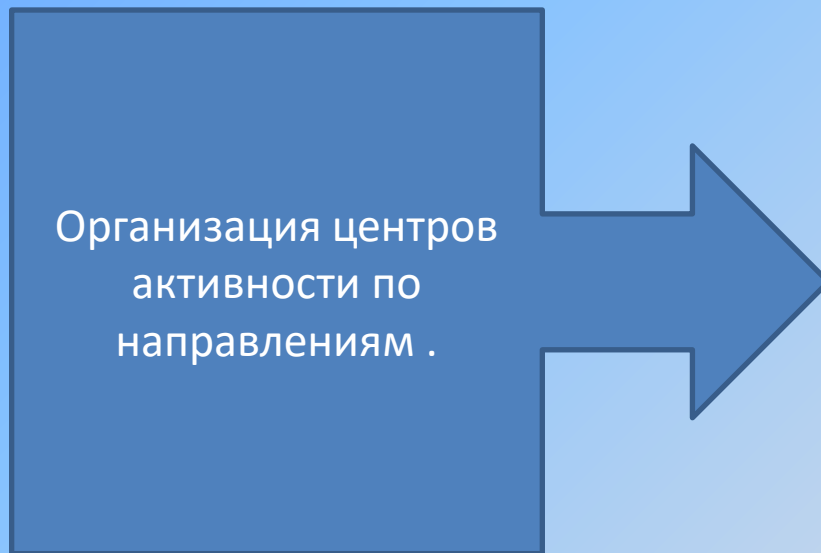 Организация центров
активности по
направлениям .